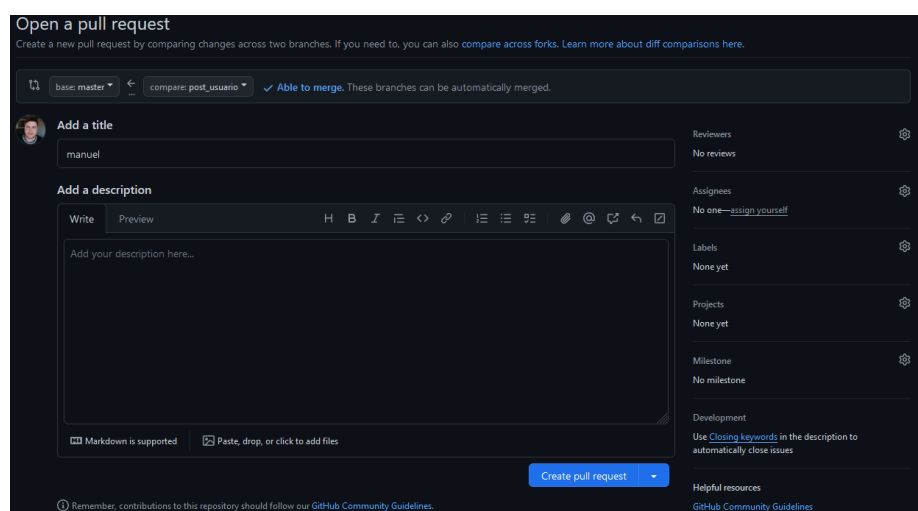 Open a pull request
Create a new pull request by comparing changes across two branches. If you need to, you can also compare across forks. Learn more about diff comparisons here.
base: master
...
compare: post_usuario
Able to merge. These branches can be automatically merged.
Add a title
manuel
Add a description
Write
Preview
Add your description here...
Markdown is supported
Paste, drop, or click to add files
Create pull request
Remember, contributions to this repository should follow our GitHub Community Guidelines.
Reviewers
No reviews
Assignees
No one—assign yourself
Labels
None yet
Projects
None yet
Milestone
No milestone
Development
Use Closing keywords in the description to
automatically close issues
Helpful resources
GitHub Community Guidelines